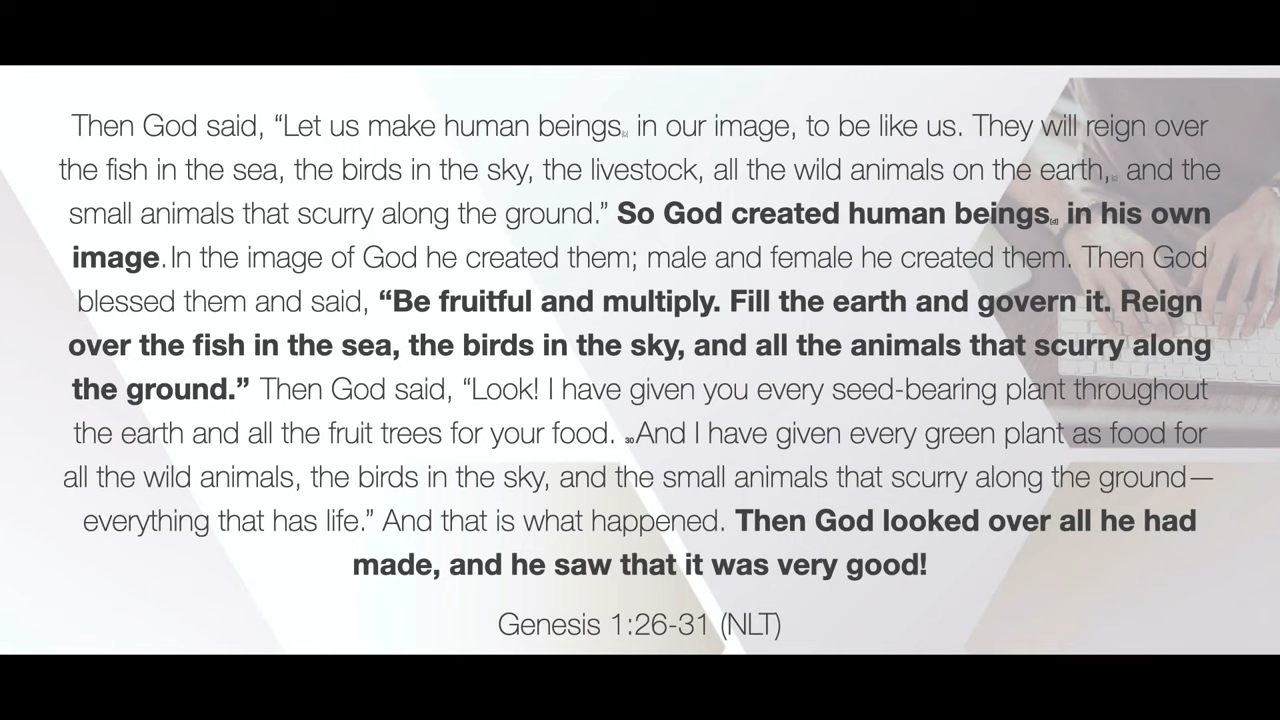 Then God said, “Let us make human beings in our image, to be like us. They will reign over
the fish in the sea, the birds in the sky, the livestock, all the wild animals on the earth, and the
small animals that scurry along the ground.” So God created human beings[d] in his own
image. In the image of God he created them; male and female he created them. Then God
blessed them and said, “Be fruitful and multiply. Fill the earth and govern it. Reign
over the fish in the sea, the birds in the sky, and all the animals that scurry along
the ground.” Then God said, “Look! I have given you every seed-bearing plant throughout
the earth and all the fruit trees for your food. 30 And I have given every green plant as food for
all the wild animals, the birds in the sky, and the small animals that scurry along the ground—
everything that has life.” And that is what happened. Then God looked over all he had
made, and he saw that it was very good!
Genesis 1:26-31 (NLT)